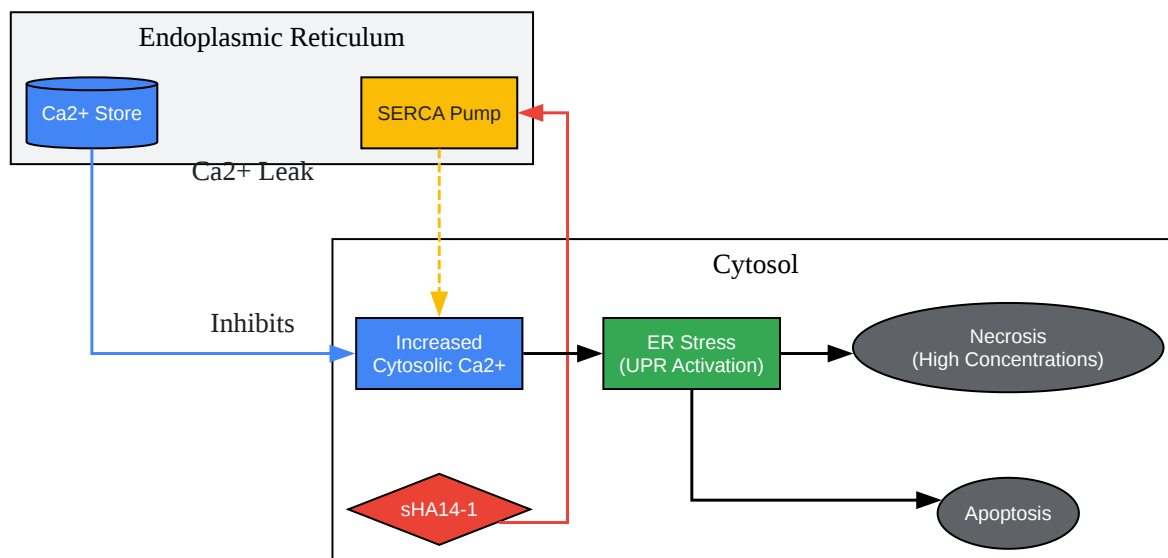 Endoplasmic Reticulum
Ca2+ Store
SERCA Pump
Ca2+ Leak
Cytosol
Inhibits
Increased
Cytosolic Ca2+
ER Stress
(UPR Activation)
Necrosis
(High Concentrations)
sHA14-1
Apoptosis